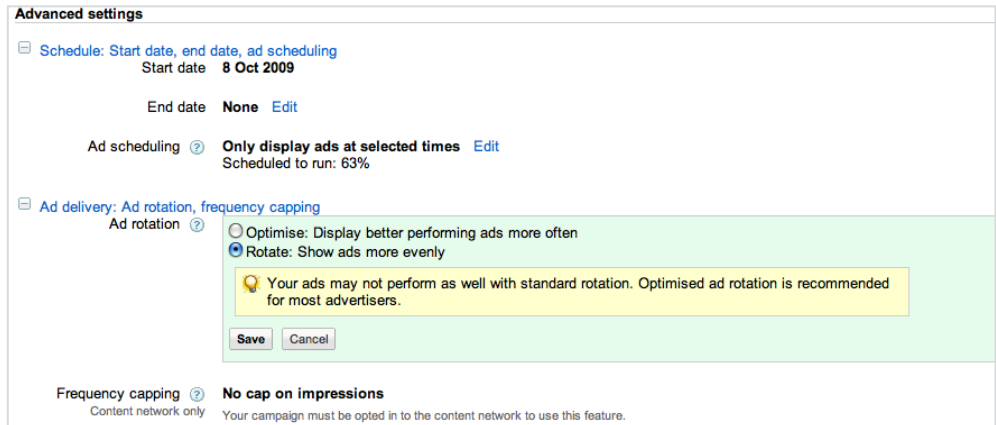 Advanced settings
Schedule: Start date, end date, ad scheduling
Start date 8 Oct 2009
End date None Edit
Ad scheduling ? Only display ads at selected times Edit
Scheduled to run: 63%
Ad delivery: Ad rotation, frequency capping
Ad rotation ? Optimise: Display better performing ads more often
Rotate: Show ads more evenly
Your ads may not perform as well with standard rotation. Optimised ad rotation is recommended
for most advertisers.
Save Cancel
Frequency capping ? No cap on impressions
Content network only Your campaign must be opted in to the content network to use this feature.